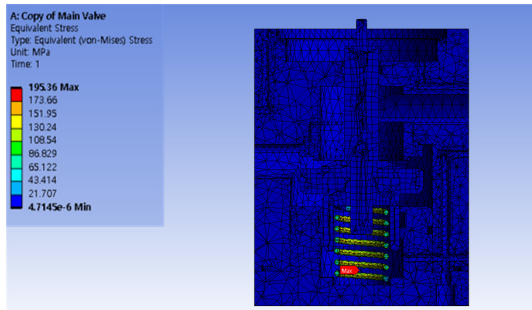 A: Copy of Main Valve
Equivalent Stress
Type: Equivalent (von-Mises) Stress
Unit: MPa
Time: 1
195.36 Max
173.66
151.95
130.24
108.54
86.829
65.122
43.414
21.707
4.7145e-6 Min
Max